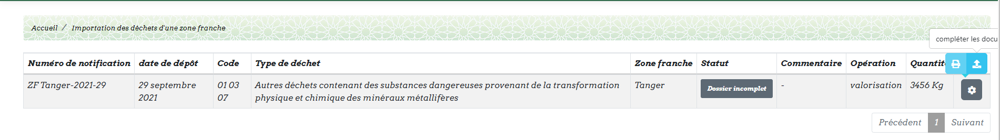 Accueil / Importation des déchets d'une zone franche
compléter les docu
Numéro de notification date de dépôt Code Type de déchet Zone franche Statut Commentaire Opération Quantit
ZF Tanger-2021-29 29 septembre 01 03 Autres déchets contenant des substances dangereuses provenant de la transformation Tanger Dossier incomplet - valorisation 3456 Kg
2021 07 physique et chimique des minéraux métallifères
Précédent 1 Suivant